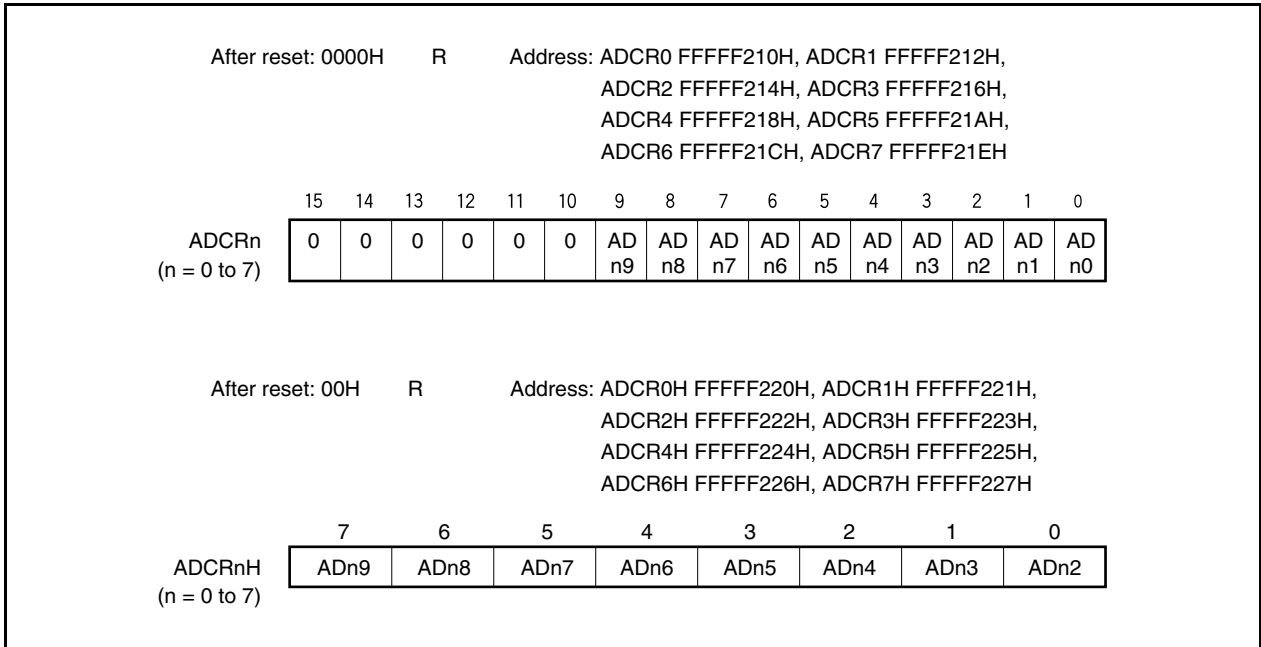 After reset: 0000H R Address: ADCR0 FFFFF210H, ADCR1 FFFFF212H,
ADCR2 FFFFF214H, ADCR3 FFFFF216H,
ADCR4 FFFFF218H, ADCR5 FFFFF21AH,
ADCR6 FFFFF21CH, ADCR7 FFFFF21EH
15 14 13 12 11 10 9 8 7 6 5 4 3 2 1 0
ADCRn 0 0 0 0 0 0 AD AD AD AD AD AD AD AD AD AD
(n = 0 to 7) n9 n8 n7 n6 n5 n4 n3 n2 n1 n0
After reset: 00H R Address: ADCR0H FFFFF220H, ADCR1H FFFFF221H,
ADCR2H FFFFF222H, ADCR3H FFFFF223H,
ADCR4H FFFFF224H, ADCR5H FFFFF225H,
ADCR6H FFFFF226H, ADCR7H FFFFF227H
7 6 5 4 3 2 1 0
ADCRnH ADn9 ADn8 ADn7 ADn6 ADn5 ADn4 ADn3 ADn2
(n = 0 to 7)